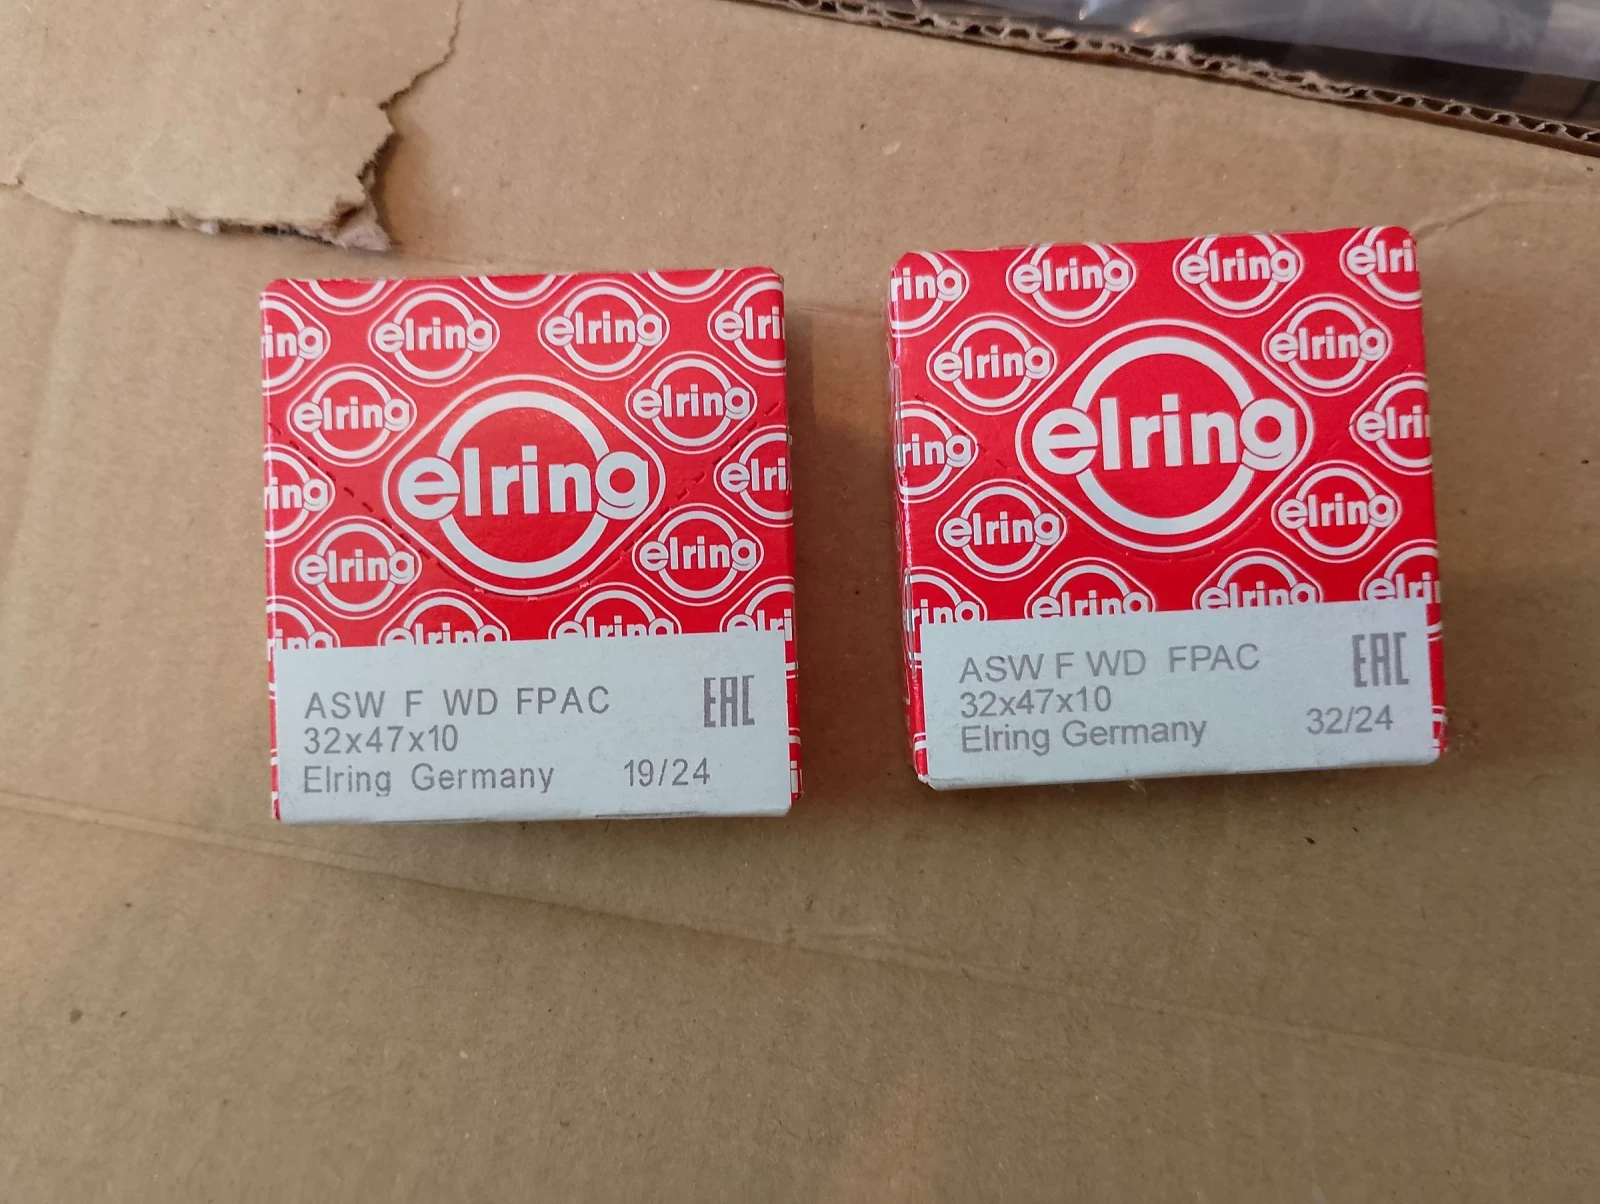 elring
ASW F WD FPAC EAC
32x47x10
Elring Germany 19/24
elring
ASW F WD FPAC EAC
32x47x10
Elring Germany 32/24